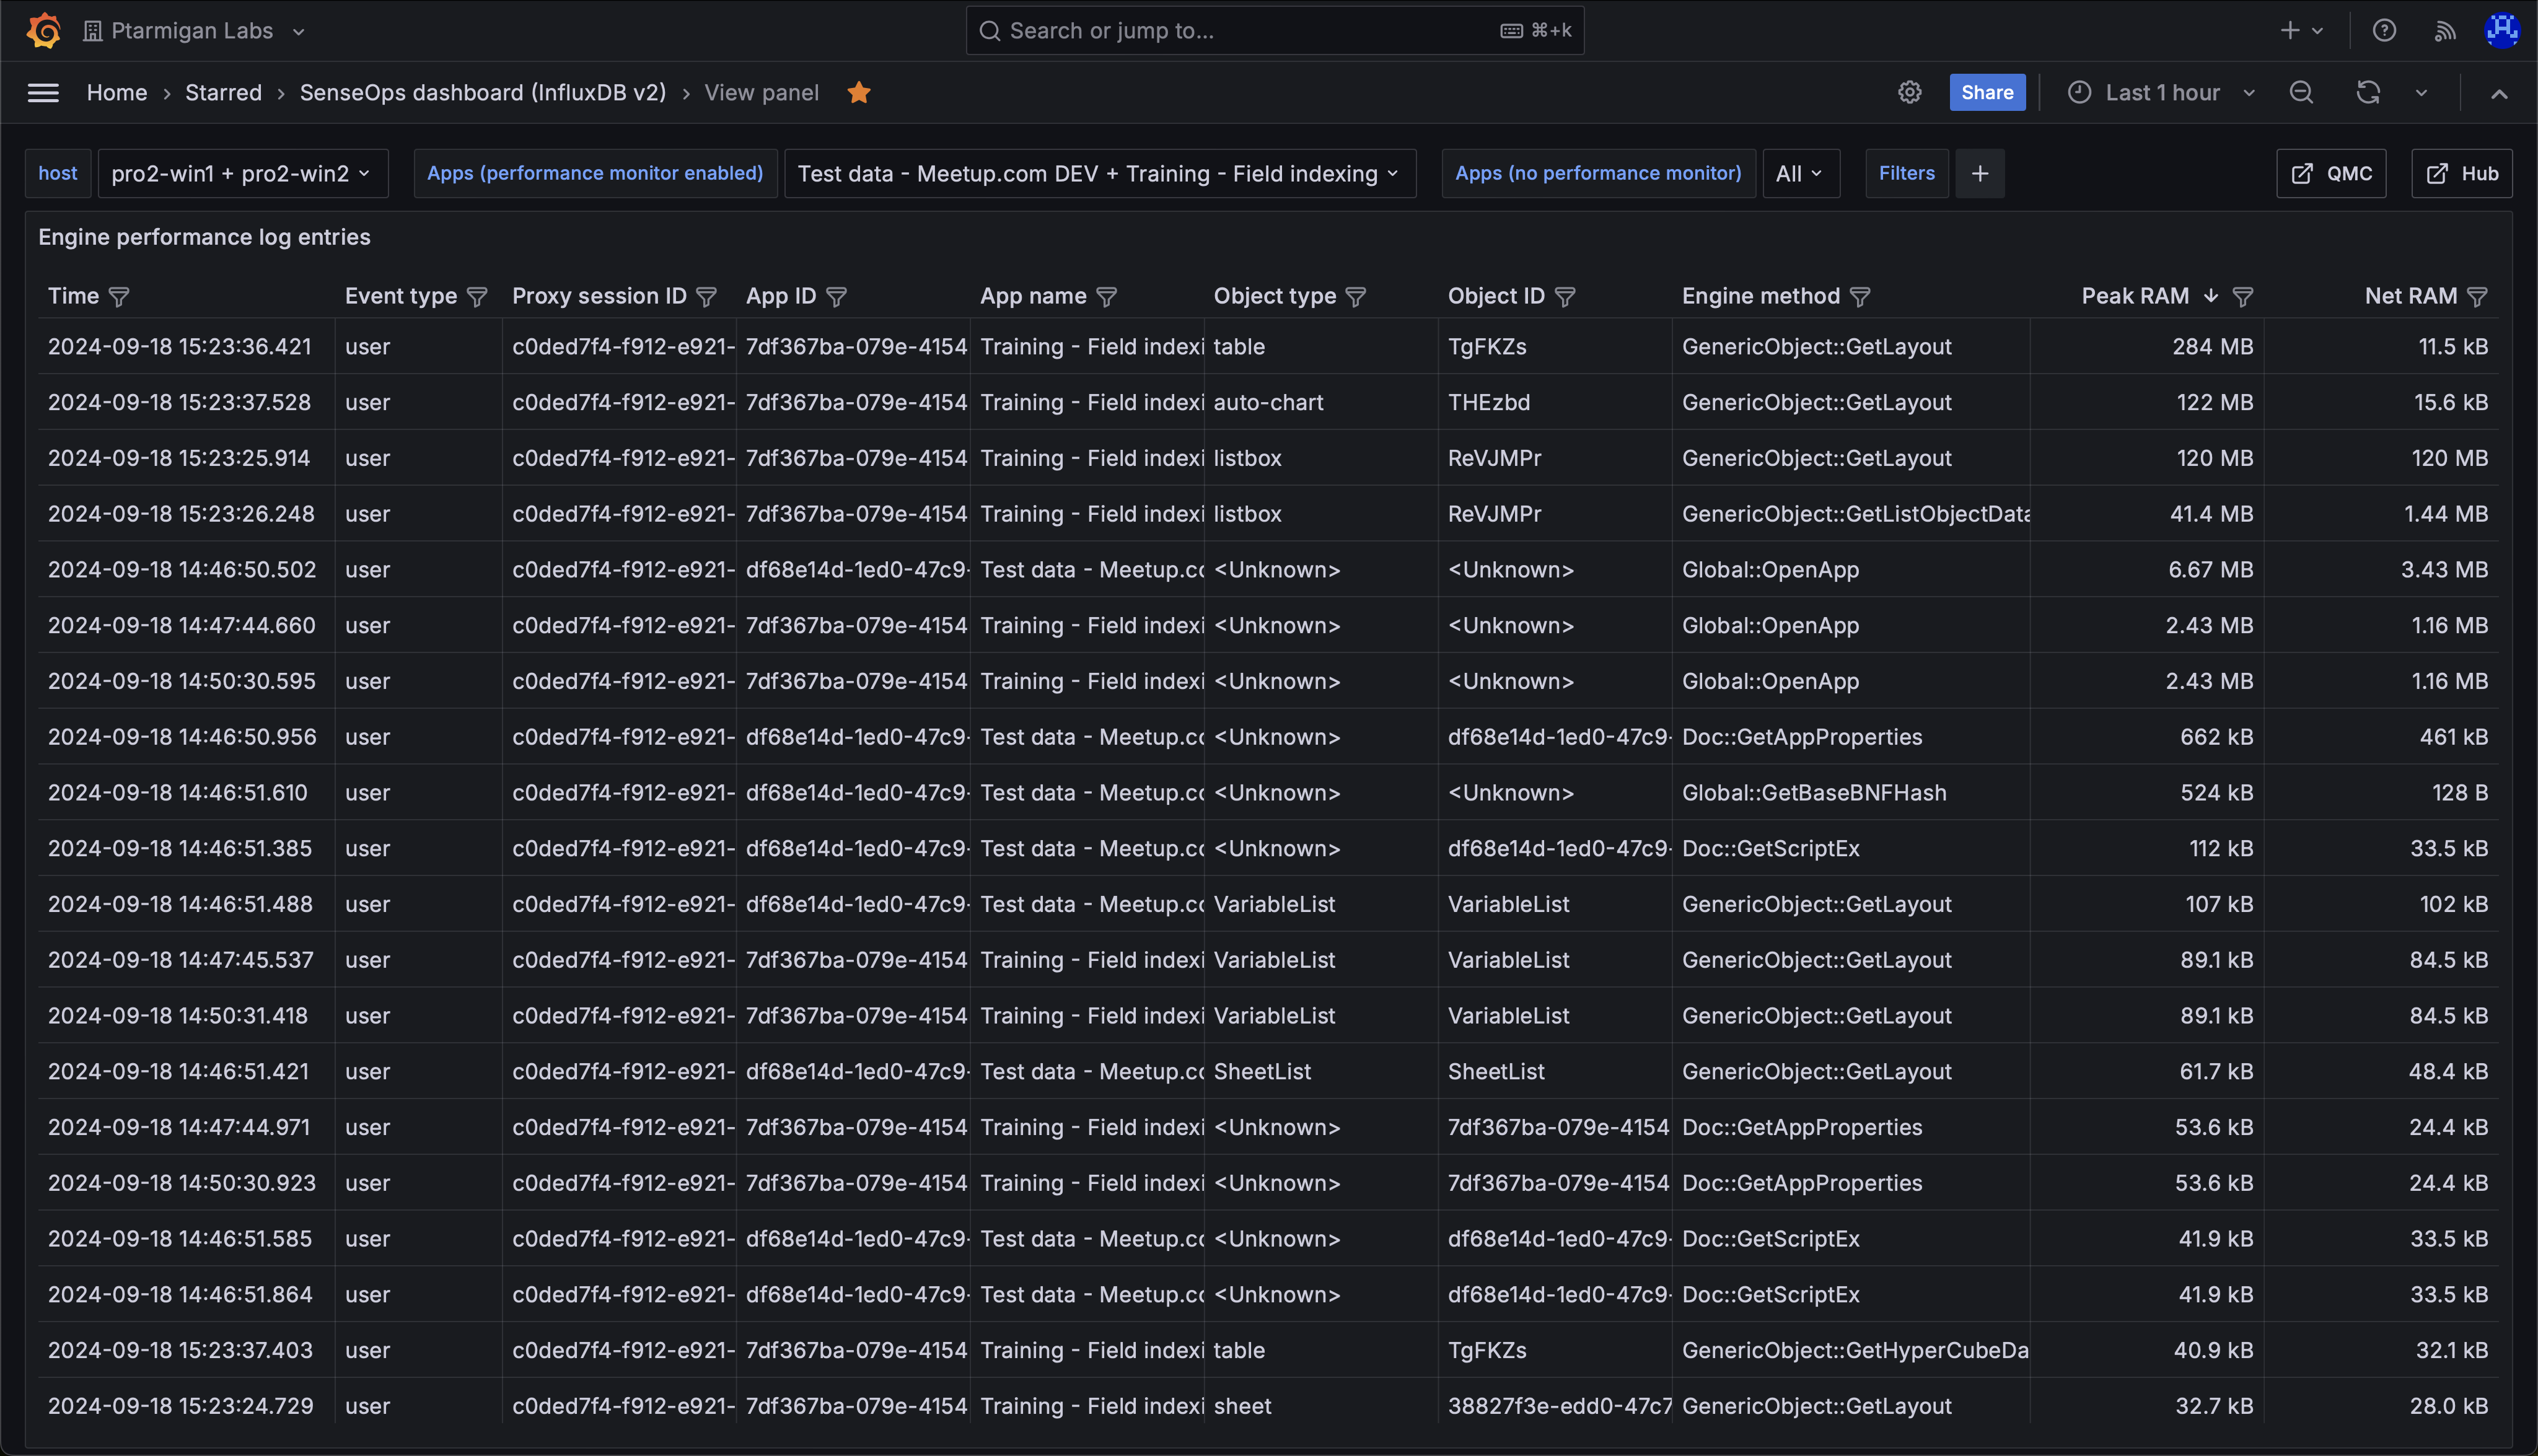 Ptarmigan Labs Search or jump to... ⌘+k
Home › Starred › SenseOps dashboard (InfluxDB v2) › View panel Share Last 1 hour
host pro2-win1 + pro2-win2 Apps (performance monitor enabled) Test data - Meetup.com DEV + Training - Field indexing Apps (no performance monitor) All Filters + QMC Hub
Engine performance log entries
Time Event type Proxy session ID App ID App name Object type Object ID Engine method Peak RAM Net RAM
2024-09-18 15:23:36.421 user c0ded7f4-f912-e921- 7df367ba-079e-4154 Training - Field indexi table TgFKZs GenericObject::GetLayout 284 MB 11.5 kB
2024-09-18 15:23:37.528 user c0ded7f4-f912-e921- 7df367ba-079e-4154 Training - Field indexi auto-chart THEzbd GenericObject::GetLayout 122 MB 15.6 kB
2024-09-18 15:23:25.914 user c0ded7f4-f912-e921- 7df367ba-079e-4154 Training - Field indexi listbox ReVJMPr GenericObject::GetLayout 120 MB 120 MB
2024-09-18 15:23:26.248 user c0ded7f4-f912-e921- 7df367ba-079e-4154 Training - Field indexi listbox ReVJMPr GenericObject::GetListObjectData 41.4 MB 1.44 MB
2024-09-18 14:46:50.502 user c0ded7f4-f912-e921- df68e14d-1ed0-47c9- Test data - Meetup.co <Unknown> <Unknown> Global::OpenApp 6.67 MB 3.43 MB
2024-09-18 14:47:44.660 user c0ded7f4-f912-e921- 7df367ba-079e-4154 Training - Field indexi <Unknown> <Unknown> Global::OpenApp 2.43 MB 1.16 MB
2024-09-18 14:50:30.595 user c0ded7f4-f912-e921- 7df367ba-079e-4154 Training - Field indexi <Unknown> <Unknown> Global::OpenApp 2.43 MB 1.16 MB
2024-09-18 14:46:50.956 user c0ded7f4-f912-e921- df68e14d-1ed0-47c9- Test data - Meetup.co <Unknown> df68e14d-1ed0-47c9- Doc::GetAppProperties 662 kB 461 kB
2024-09-18 14:46:51.610 user c0ded7f4-f912-e921- df68e14d-1ed0-47c9- Test data - Meetup.co <Unknown> <Unknown> Global::GetBaseBNFHash 524 kB 128 B
2024-09-18 14:46:51.385 user c0ded7f4-f912-e921- df68e14d-1ed0-47c9- Test data - Meetup.co <Unknown> df68e14d-1ed0-47c9- Doc::GetScriptEx 112 kB 33.5 kB
2024-09-18 14:46:51.488 user c0ded7f4-f912-e921- df68e14d-1ed0-47c9- Test data - Meetup.co VariableList VariableList GenericObject::GetLayout 107 kB 102 kB
2024-09-18 14:47:45.537 user c0ded7f4-f912-e921- 7df367ba-079e-4154 Training - Field indexi VariableList VariableList GenericObject::GetLayout 89.1 kB 84.5 kB
2024-09-18 14:50:31.418 user c0ded7f4-f912-e921- 7df367ba-079e-4154 Training - Field indexi VariableList VariableList GenericObject::GetLayout 89.1 kB 84.5 kB
2024-09-18 14:46:51.421 user c0ded7f4-f912-e921- df68e14d-1ed0-47c9- Test data - Meetup.co SheetList SheetList GenericObject::GetLayout 61.7 kB 48.4 kB
2024-09-18 14:47:44.971 user c0ded7f4-f912-e921- 7df367ba-079e-4154 Training - Field indexi <Unknown> 7df367ba-079e-4154 Doc::GetAppProperties 53.6 kB 24.4 kB
2024-09-18 14:50:30.923 user c0ded7f4-f912-e921- 7df367ba-079e-4154 Training - Field indexi <Unknown> 7df367ba-079e-4154 Doc::GetAppProperties 53.6 kB 24.4 kB
2024-09-18 14:46:51.585 user c0ded7f4-f912-e921- df68e14d-1ed0-47c9- Test data - Meetup.co <Unknown> df68e14d-1ed0-47c9- Doc::GetScriptEx 41.9 kB 33.5 kB
2024-09-18 14:46:51.864 user c0ded7f4-f912-e921- df68e14d-1ed0-47c9- Test data - Meetup.co <Unknown> df68e14d-1ed0-47c9- Doc::GetScriptEx 41.9 kB 33.5 kB
2024-09-18 15:23:37.403 user c0ded7f4-f912-e921- 7df367ba-079e-4154 Training - Field indexi table TgFKZs GenericObject::GetHyperCubeDa 40.9 kB 32.1 kB
2024-09-18 15:23:24.729 user c0ded7f4-f912-e921- 7df367ba-079e-4154 Training - Field indexi sheet 38827f3e-edd0-47c7 GenericObject::GetLayout 32.7 kB 28.0 kB